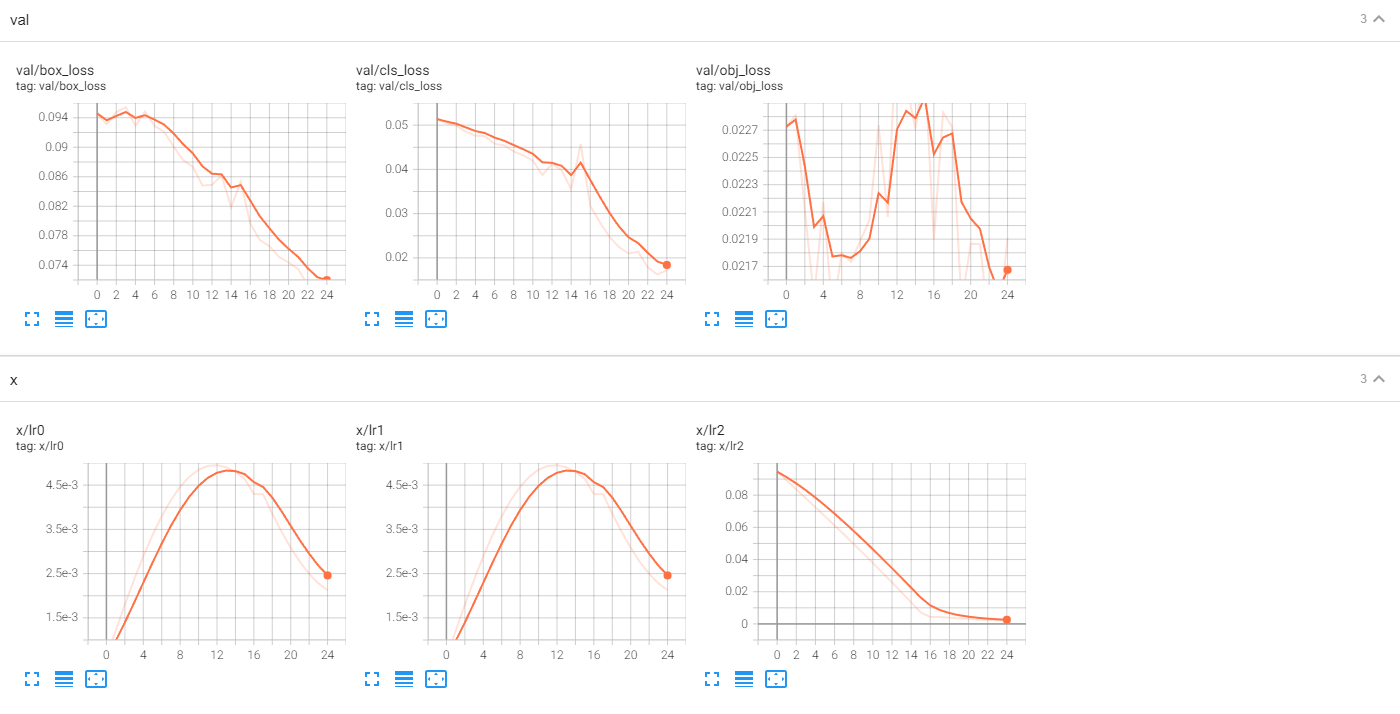 val
3
val/box_loss
tag: val/box_loss
0.094
0.09
0.086
0.082
0.078
0.074
0 2 4 6 8 10 12 14 16 18 20 22 24
val/cls_loss
tag: val/cls_loss
0.05
0.04
0.03
0.02
0 2 4 6 8 10 12 14 16 18 20 22 24
val/obj_loss
tag: val/obj_loss
0.0227
0.0225
0.0223
0.0221
0.0219
0.0217
0 4 8 12 16 20 24
x
3
x/lr0
tag: x/lr0
4.5e-3
3.5e-3
2.5e-3
1.5e-3
0 4 8 12 16 20 24
x/lr1
tag: x/lr1
4.5e-3
3.5e-3
2.5e-3
1.5e-3
0 4 8 12 16 20 24
x/lr2
tag: x/lr2
0.08
0.06
0.04
0.02
0
0 2 4 6 8 10 12 14 16 18 20 22 24